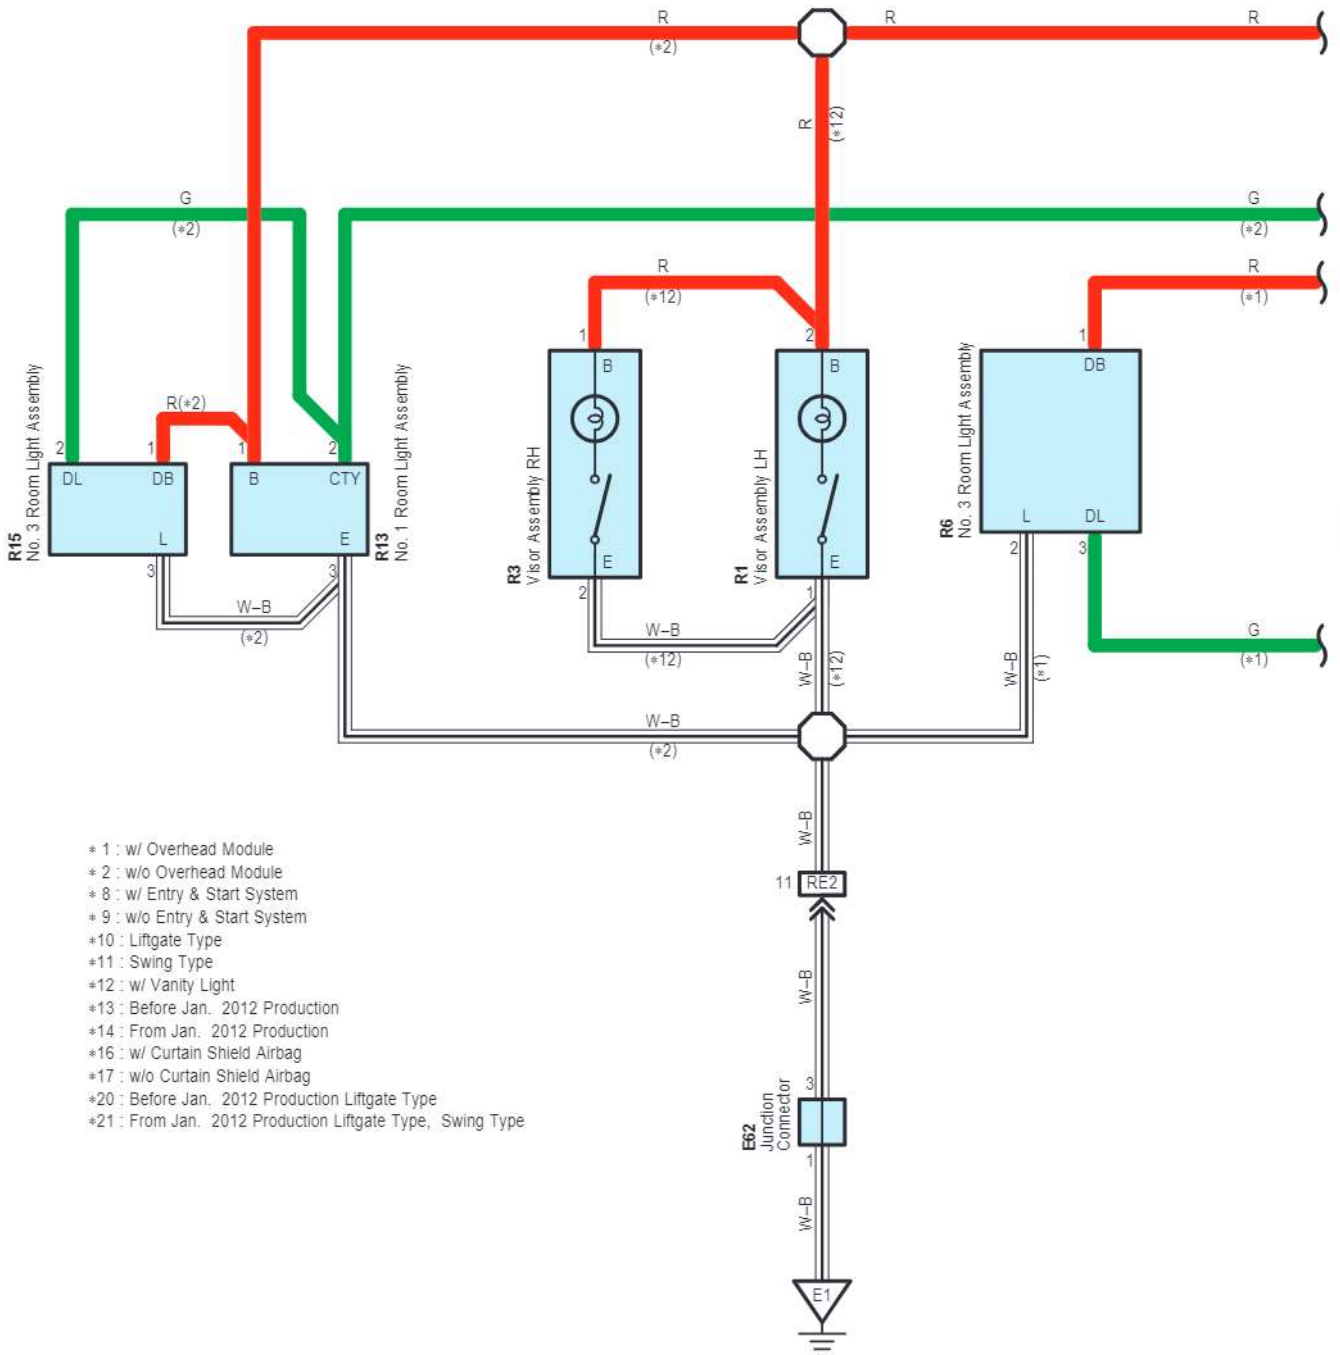 R
R
R
(∗2)
R
(∗12)
G
(∗2)
G
(∗2)
R
(∗12)
R
(∗1)
1
2
1
B
B
DB
R(∗2)
2
1
1
2
DL
DB
B
CTY
L
E
R15
No. 3 Room Light Assembly
R13
No. 1 Room Light Assembly
R3
Visor Assembly RH
R1
Visor Assembly LH
R6
No. 3 Room Light Assembly
L
DL
E
E
3
3
2
1
2
3
W–B
(∗2)
W–B
(∗12)
W–B
(∗12)
W–B
(∗1)
G
(∗1)
W–B
(∗2)
W–B
11
RE2
W–B
3
E62
Junction
Connector
1
W–B
E1
∗ 1 : w/ Overhead Module
∗ 2 : w/o Overhead Module
∗ 8 : w/ Entry & Start System
∗ 9 : w/o Entry & Start System
∗10 : Liftgate Type
∗11 : Swing Type
∗12 : w/ Vanity Light
∗13 : Before Jan. 2012 Production
∗14 : From Jan. 2012 Production
∗16 : w/ Curtain Shield Airbag
∗17 : w/o Curtain Shield Airbag
∗20 : Before Jan. 2012 Production Liftgate Type
∗21 : From Jan. 2012 Production Liftgate Type, Swing Type